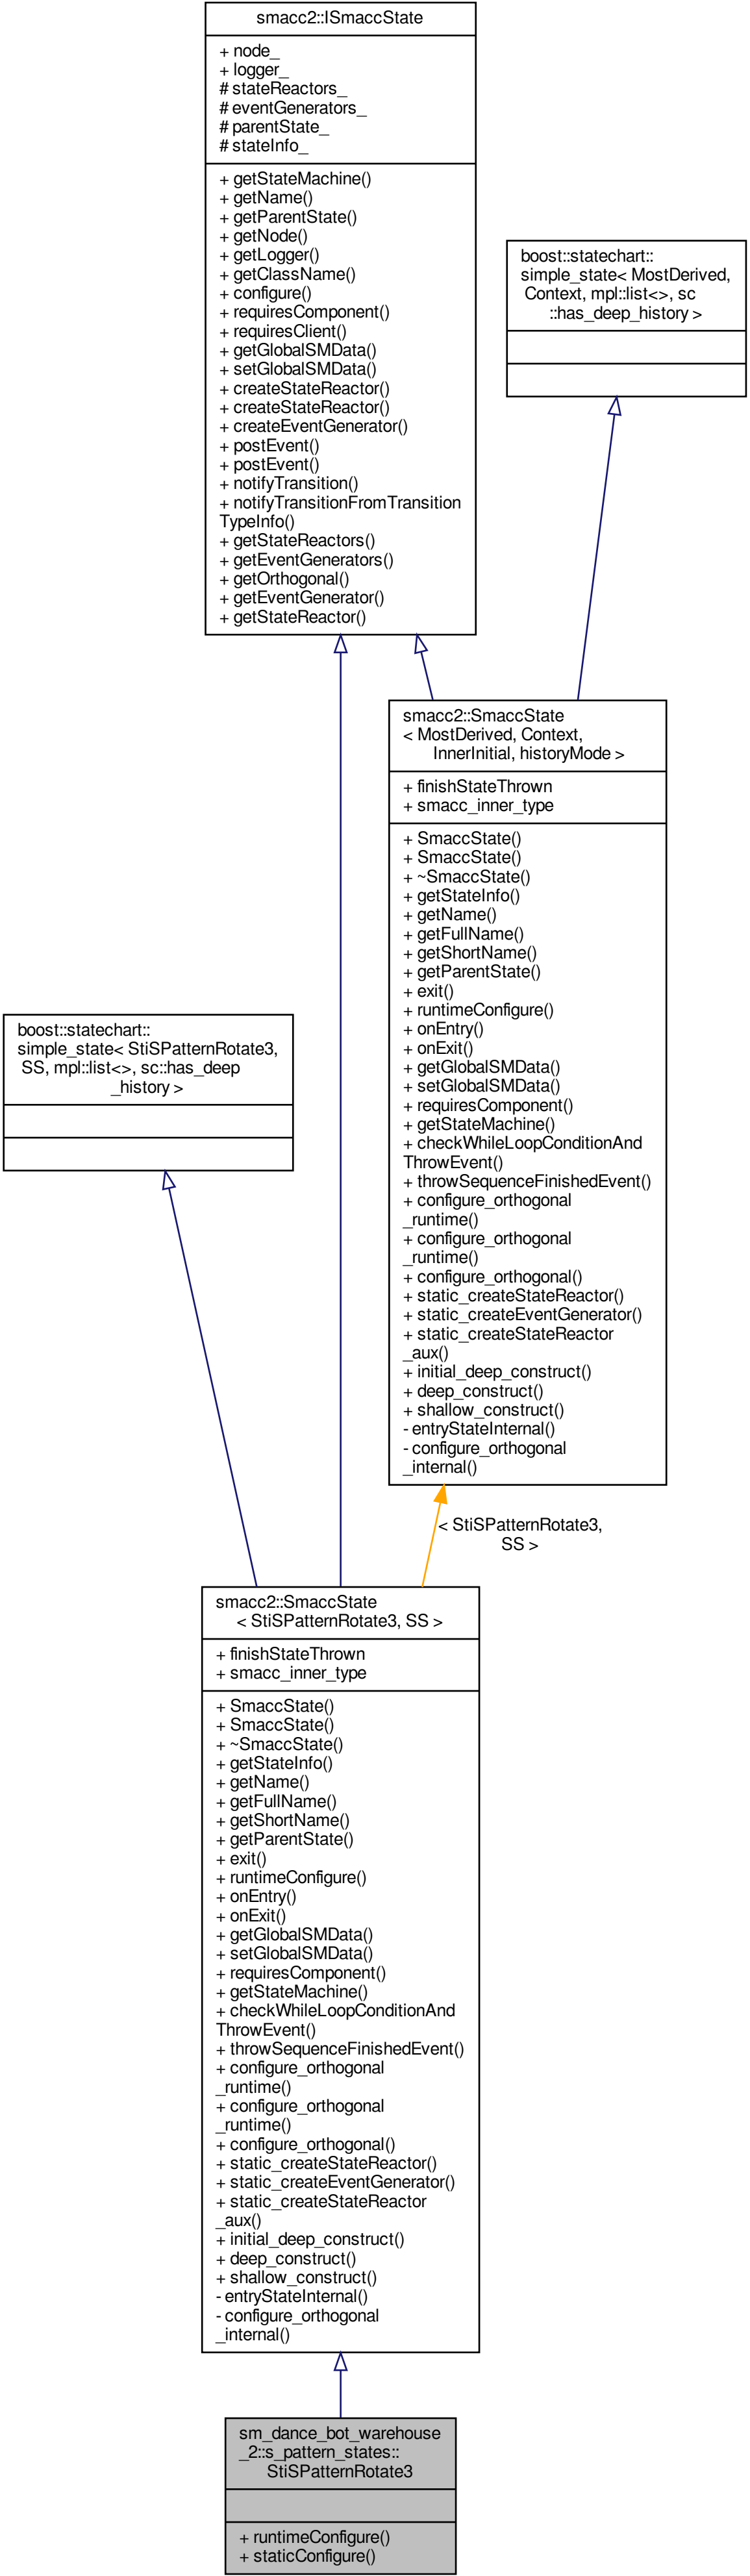 smacc2::ISmaccState
+ node_
+ logger_
# stateReactors_
# eventGenerators_
# parentState_
# stateInfo_
+ getStateMachine()
+ getName()
+ getParentState()
+ getNode()
+ getLogger()
+ getClassName()
+ configure()
+ requiresComponent()
+ requiresClient()
+ getGlobalSMData()
+ setGlobalSMData()
+ createStateReactor()
+ createStateReactor()
+ createEventGenerator()
+ postEvent()
+ postEvent()
+ notifyTransition()
+ notifyTransitionFromTransition
TypeInfo()
+ getStateReactors()
+ getEventGenerators()
+ getOrthogonal()
+ getEventGenerator()
+ getStateReactor()
boost::statechart::
simple_state< MostDerived,
Context, mpl::list<>, sc
::has_deep_history >
smacc2::SmaccState
< MostDerived, Context,
InnerInitial, historyMode >
+ finishStateThrown
+ smacc_inner_type
+ SmaccState()
+ SmaccState()
+ ~SmaccState()
+ getStateInfo()
+ getName()
+ getFullName()
+ getShortName()
+ getParentState()
+ exit()
+ runtimeConfigure()
+ onEntry()
+ onExit()
+ getGlobalSMData()
+ setGlobalSMData()
+ requiresComponent()
+ getStateMachine()
+ checkWhileLoopConditionAnd
ThrowEvent()
+ throwSequenceFinishedEvent()
+ configure_orthogonal
_runtime()
+ configure_orthogonal
_runtime()
+ configure_orthogonal()
+ static_createStateReactor()
+ static_createEventGenerator()
+ static_createStateReactor
_aux()
+ initial_deep_construct()
+ deep_construct()
+ shallow_construct()
- entryStateInternal()
- configure_orthogonal
_internal()
boost::statechart::
simple_state< StiSPatternRotate3,
SS, mpl::list<>, sc::has_deep
_history >
< StiSPatternRotate3,
SS >
smacc2::SmaccState
< StiSPatternRotate3, SS >
+ finishStateThrown
+ smacc_inner_type
+ SmaccState()
+ SmaccState()
+ ~SmaccState()
+ getStateInfo()
+ getName()
+ getFullName()
+ getShortName()
+ getParentState()
+ exit()
+ runtimeConfigure()
+ onEntry()
+ onExit()
+ getGlobalSMData()
+ setGlobalSMData()
+ requiresComponent()
+ getStateMachine()
+ checkWhileLoopConditionAnd
ThrowEvent()
+ throwSequenceFinishedEvent()
+ configure_orthogonal
_runtime()
+ configure_orthogonal
_runtime()
+ configure_orthogonal()
+ static_createStateReactor()
+ static_createEventGenerator()
+ static_createStateReactor
_aux()
+ initial_deep_construct()
+ deep_construct()
+ shallow_construct()
- entryStateInternal()
- configure_orthogonal
_internal()
sm_dance_bot_warehouse
_2::s_pattern_states::
StiSPatternRotate3
+ runtimeConfigure()
+ staticConfigure()